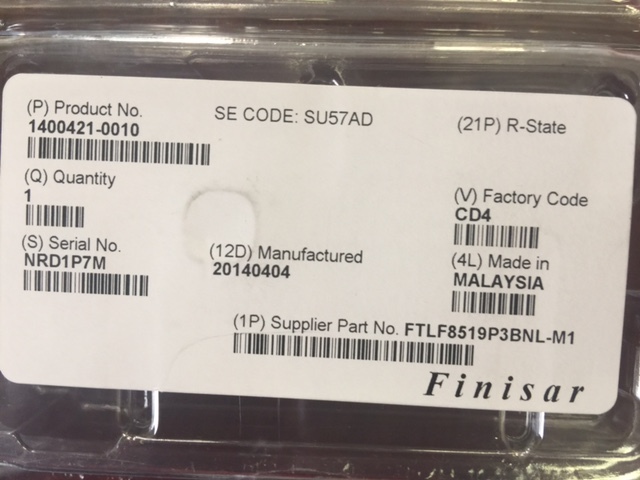 (P) Product No.
1400421-0010
SE CODE: SU57AD
(21P) R-State
(Q) Quantity
1
(V) Factory Code
CD4
(S) Serial No.
NRD1P7M
(12D) Manufactured
20140404
(4L) Made in
MALAYSIA
(1P) Supplier Part No. FTLF8519P3BNL-M1
Finisar